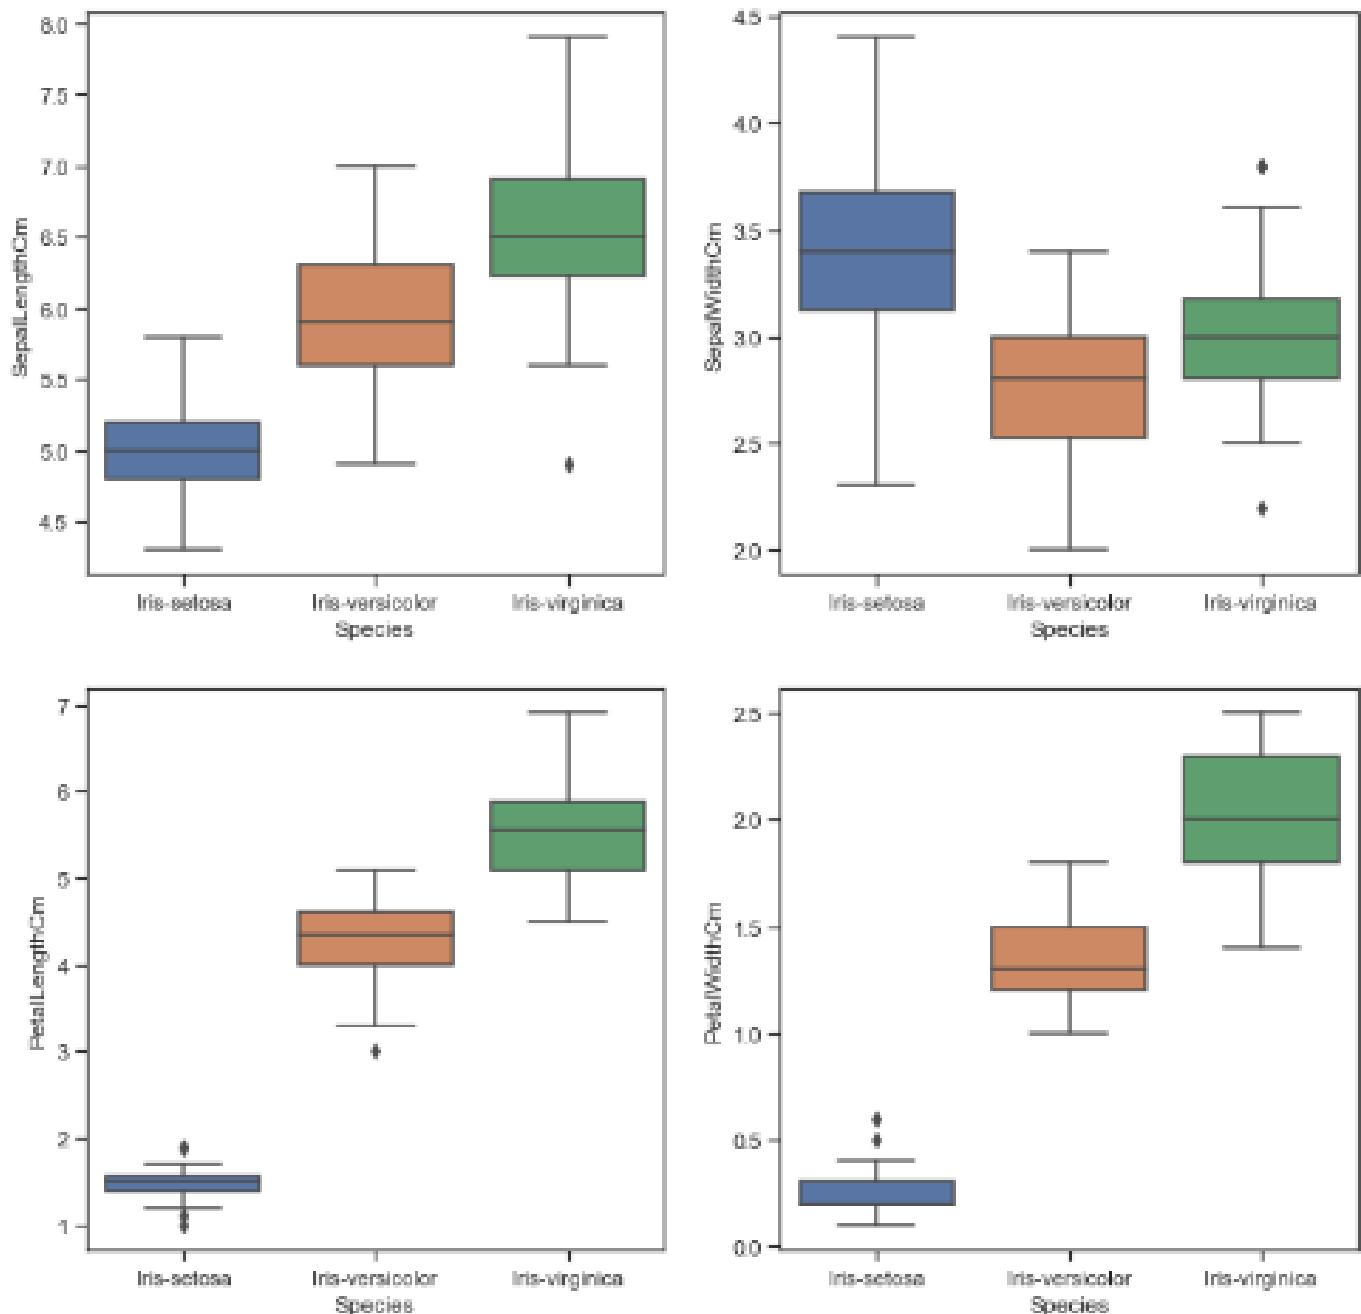 SepalLengthCm
8.0
7.5
7.0
6.5
6.0
5.5
5.0
4.5
Iris-setosa Iris-versicolor Iris-virginica
Species
SepalWidthCm
4.5
4.0
3.5
3.0
2.5
2.0
Iris-setosa Iris-versicolor Iris-virginica
Species
PetalLengthCm
7
6
5
4
3
2
1
Iris-setosa Iris-versicolor Iris-virginica
Species
PetalWidthCm
2.5
2.0
1.5
1.0
0.5
0.0
Iris-setosa Iris-versicolor Iris-virginica
Species